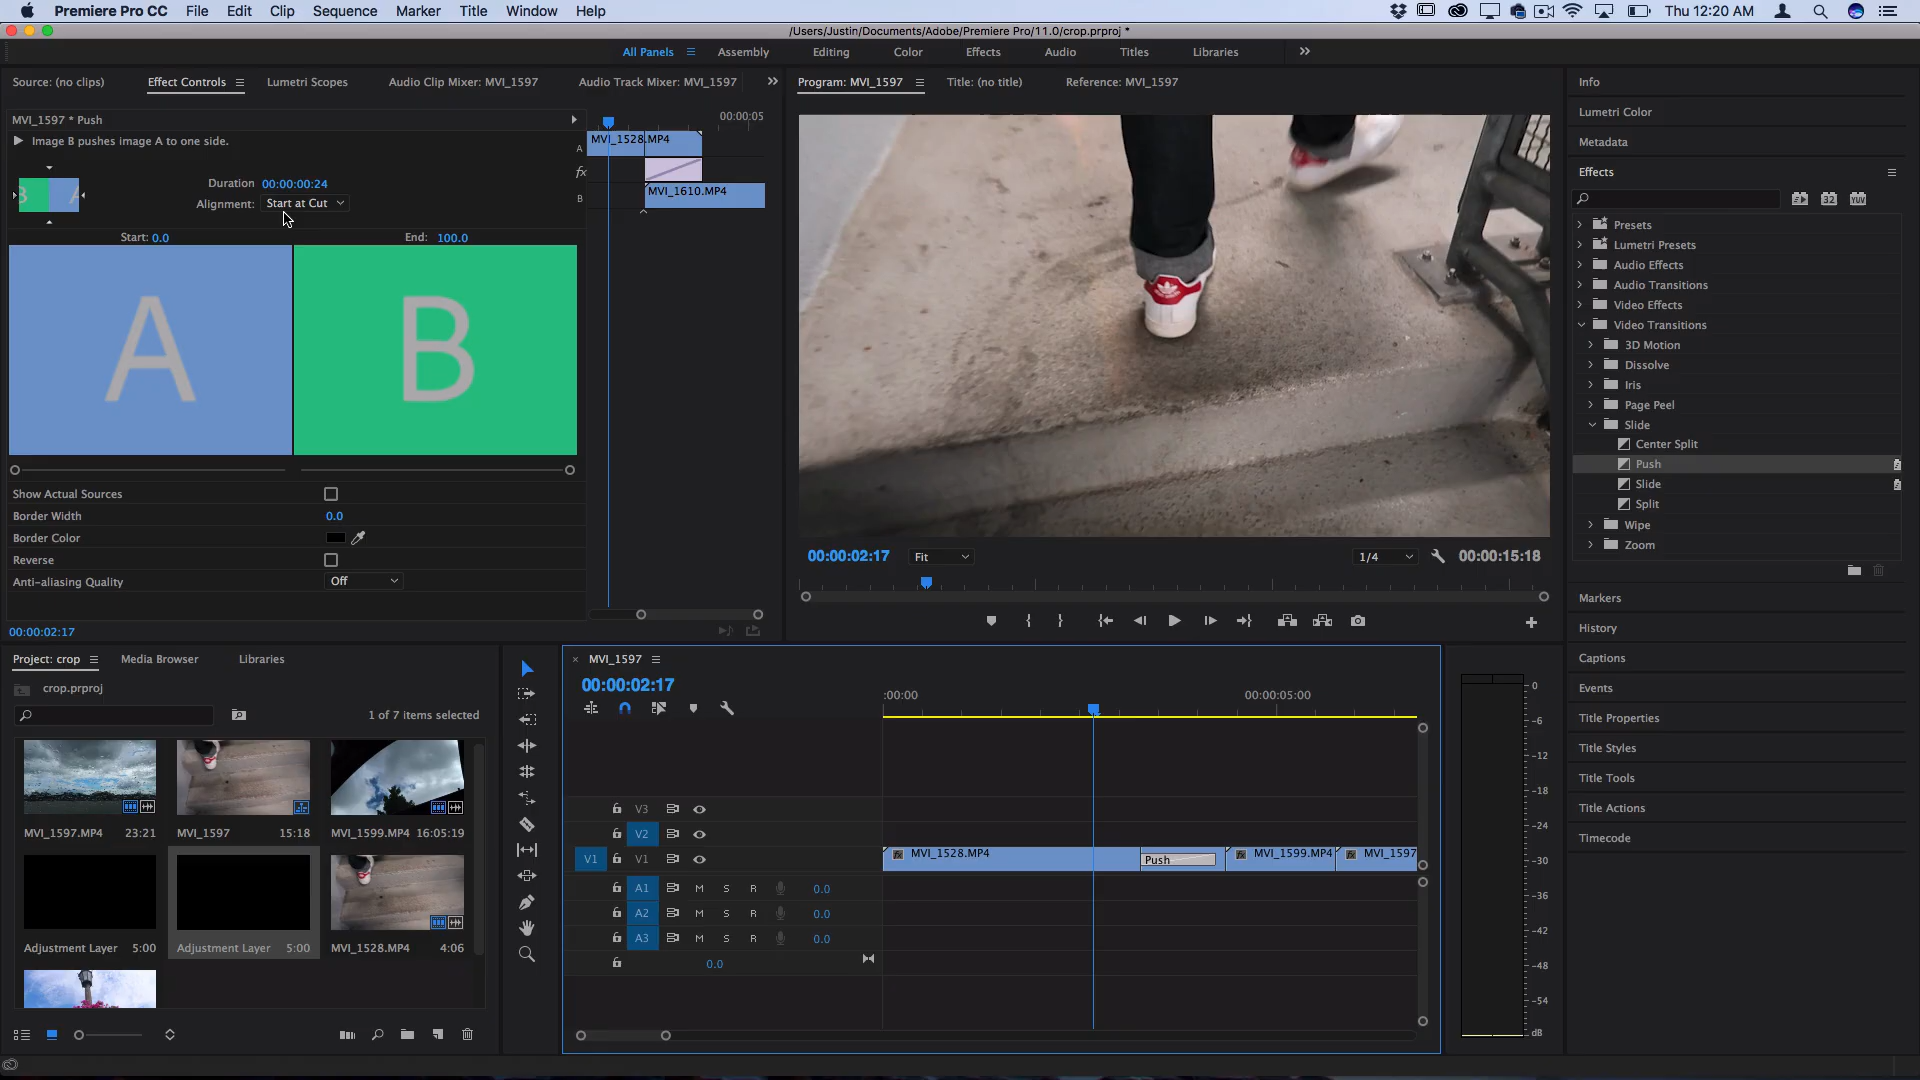 Premiere Pro CC File Edit Clip Sequence Marker Title Window Help Thu 12:20 AM
/Users/Justin/Documents/Adobe/Premiere Pro/11.0/crop.prproj *
All Panels Assembly Editing Color Effects Audio Titles Libraries
Source: (no clips) Effect Controls Lumetri Scopes Audio Clip Mixer: MVI_1597 Audio Track Mixer: MVI_1597
MVI_1597 * Push 00:00:05
Image B pushes image A to one side.
Duration 00:00:00:24
Alignment: Start at Cut
Start: 0.0 End: 100.0
A B
Show Actual Sources
Border Width 0.0
Border Color
Reverse
Anti-aliasing Quality Off
00:00:02:17
A MVI_1528.MP4
fx
B MVI_1610.MP4
Program: MVI_1597 Title: (no title) Reference: MVI_1597
00:00:02:17 Fit 1/4 00:00:15:18
Info
Lumetri Color
Metadata
Effects
32 YUV
Presets
Lumetri Presets
Audio Effects
Audio Transitions
Video Effects
Video Transitions
3D Motion
Dissolve
Iris
Page Peel
Slide
Center Split
Push
Slide
Split
Wipe
Zoom
Markers
History
Captions
Events
Title Properties
Title Styles
Title Tools
Title Actions
Timecode
Project: crop Media Browser Libraries
crop.prproj
1 of 7 items selected
MVI_1597.MP4 23:21 MVI_1597 15:18 MVI_1599.MP4 16:05:19
Adjustment Layer 5:00 Adjustment Layer 5:00 MVI_1528.MP4 4:06
MVI_1597
00:00:02:17
:00:00 00:00:05:00
V3
V2
V1 V1 fx MVI_1528.MP4 Push fx MVI_1599.MP4 fx MVI_1597
A1 M S R 0.0
A2 M S R 0.0
A3 M S R 0.0
0.0
0
-6
-12
-18
-24
-30
-36
-42
-48
-54
dB